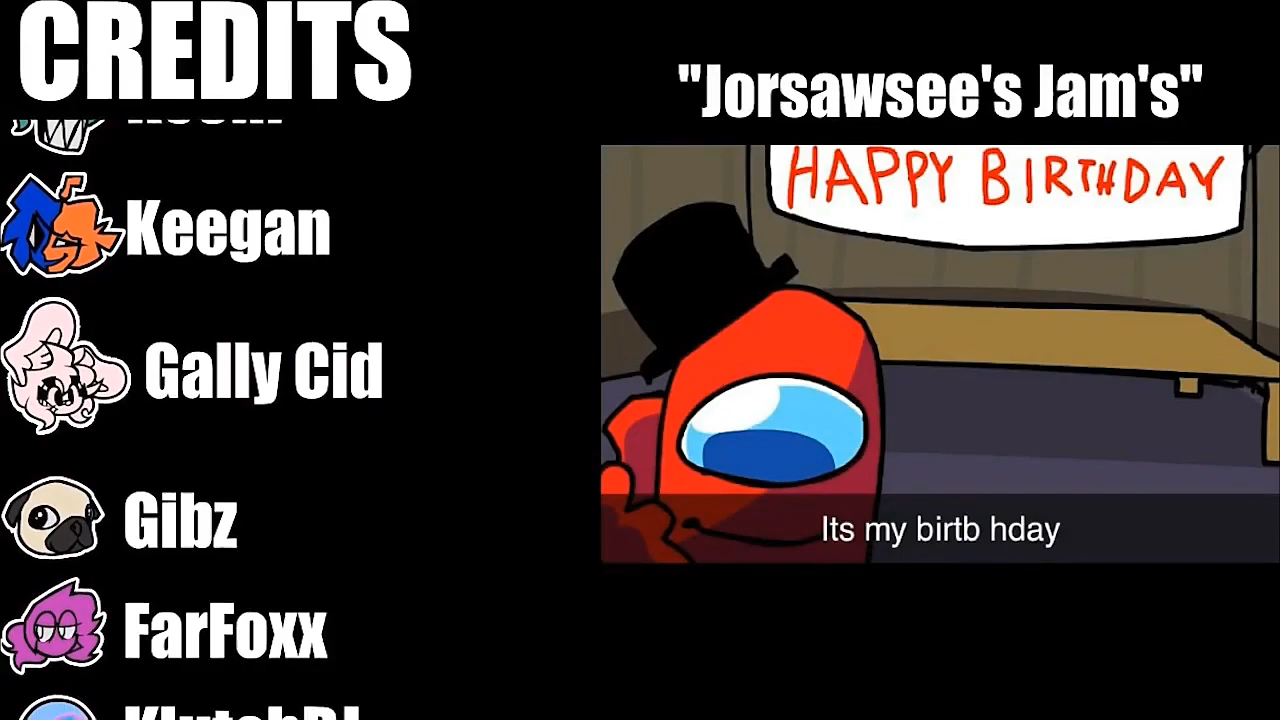 CREDITS
Keegan
Gally Cid
Gibz
FarFoxx
"Jorsawsee's Jam's"
HAPPY BIRTHDAY
Its my birtb hday